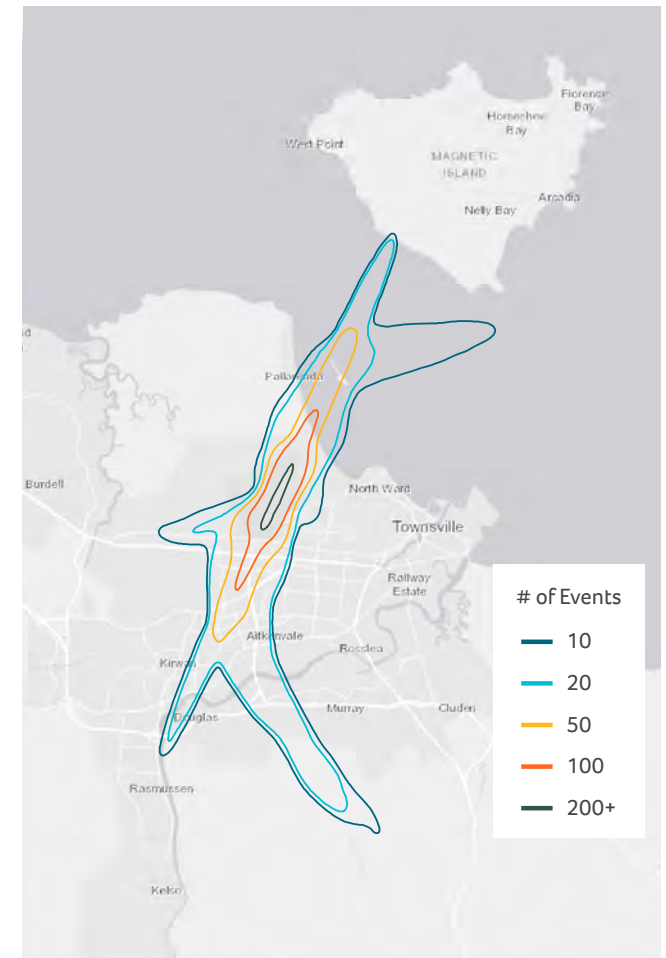 Florence
Bay
Horseshoe
Bay
West Point
MAGNETIC
ISLAND
Arcadia
Nelly Bay
Pallarenda
Burdell
North Ward
Townsville
Railway
Estate
# of Events
10
20
50
100
200+
Aitkenvale
Rosslea
Kirwan
Douglas
Murray
Cluden
Rasmussen
Kelso